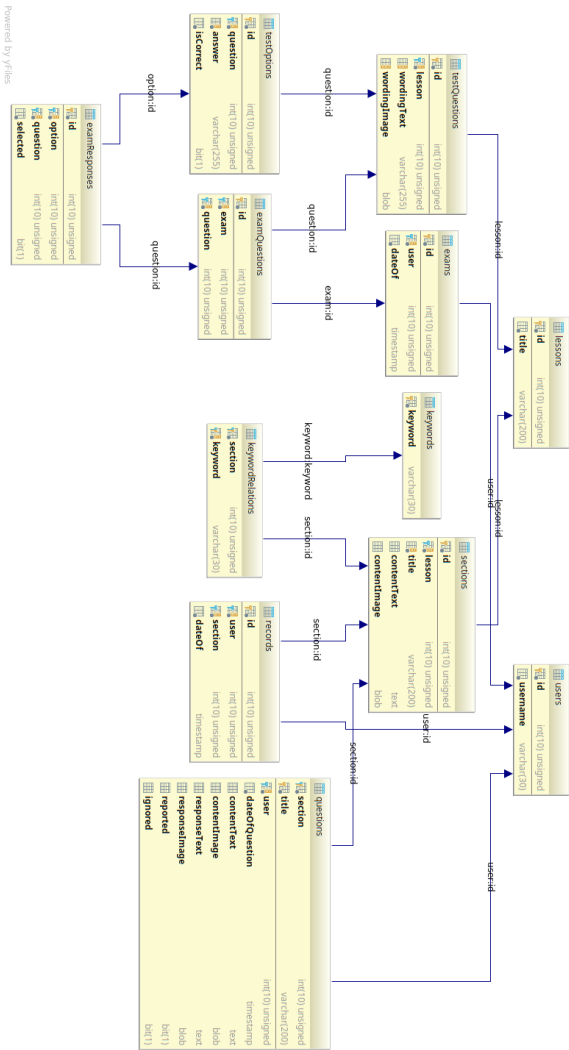 lessons
id int(10) unsigned
title varchar(200)
users
id int(10) unsigned
username varchar(30)
lesson:id
lesson:id
user:id
user:id
testQuestions
id int(10) unsigned
lesson int(10) unsigned
wordingText varchar(255)
wordingImage blob
exams
id int(10) unsigned
user int(10) unsigned
dateOf timestamp
keywords
keyword varchar(30)
sections
id int(10) unsigned
lesson int(10) unsigned
title varchar(200)
contentText text
contentImage blob
user:id
section:id
question:id
question:id
exam:id
keyword:keyword
section:id
section:id
testOptions
id int(10) unsigned
question int(10) unsigned
answer varchar(255)
isCorrect bit(1)
examQuestions
id int(10) unsigned
exam int(10) unsigned
question int(10) unsigned
keywordRelations
section int(10) unsigned
keyword varchar(30)
records
id int(10) unsigned
user int(10) unsigned
section int(10) unsigned
dateOf timestamp
questions
section int(10) unsigned
title varchar(200)
user int(10) unsigned
dateOfQuestion timestamp
contentText text
contentImage blob
responseText text
responseImage blob
reported bit(1)
ignored bit(1)
option:id
question:id
examResponses
id int(10) unsigned
option int(10) unsigned
question int(10) unsigned
selected bit(1)
Powered by yFiles